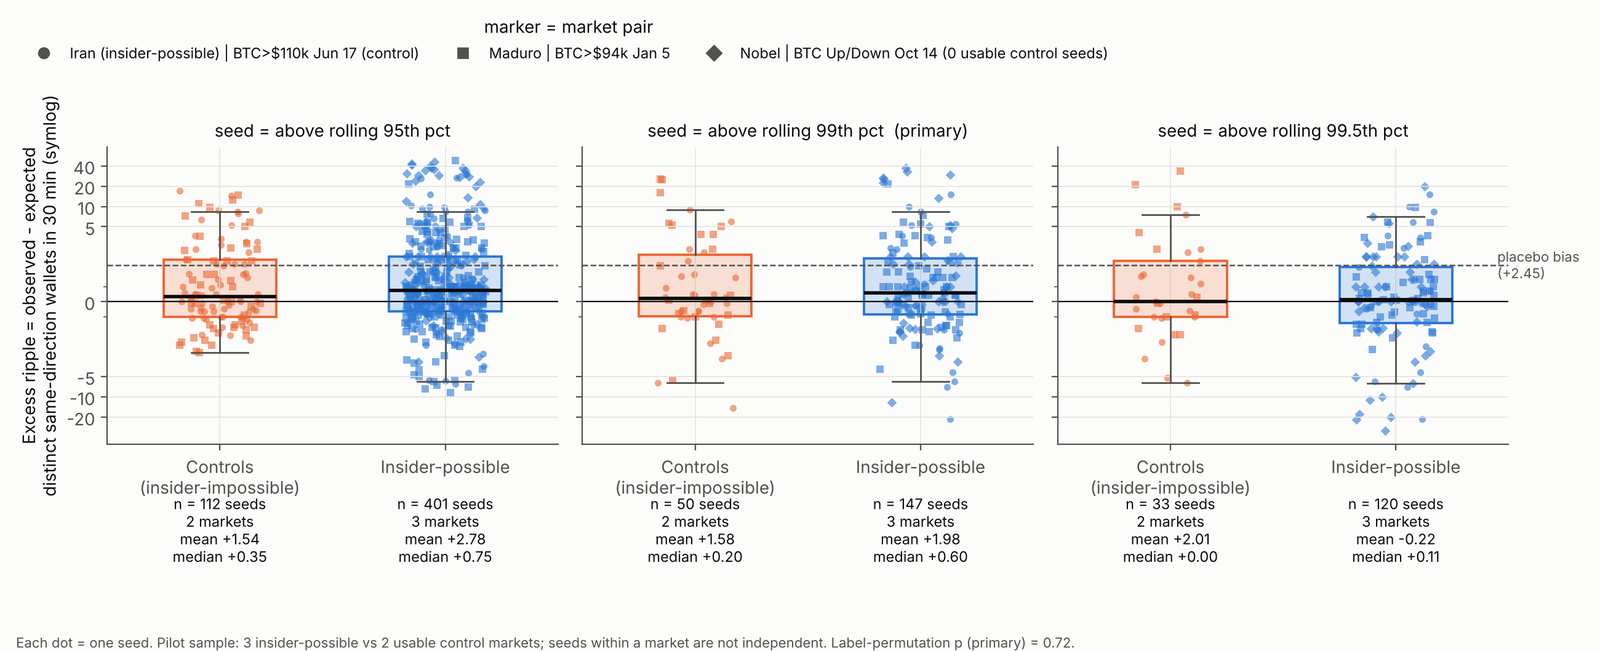 marker = market pair
Iran (insider-possible) | BTC>$110k Jun 17 (control)
Maduro | BTC>$94k Jan 5
Nobel | BTC Up/Down Oct 14 (0 usable control seeds)
Excess ripple = observed - expected
distinct same-direction wallets in 30 min (symlog)
seed = above rolling 95th pct
seed = above rolling 99th pct (primary)
seed = above rolling 99.5th pct
40
20
10
5
0
-5
-10
-20
placebo bias
(+2.45)
Controls
(insider-impossible)
n = 112 seeds
2 markets
mean +1.54
median +0.35
Insider-possible
n = 401 seeds
3 markets
mean +2.78
median +0.75
Controls
(insider-impossible)
n = 50 seeds
2 markets
mean +1.58
median +0.20
Insider-possible
n = 147 seeds
3 markets
mean +1.98
median +0.60
Controls
(insider-impossible)
n = 33 seeds
2 markets
mean +2.01
median +0.00
Insider-possible
n = 120 seeds
3 markets
mean -0.22
median +0.11
Each dot = one seed. Pilot sample: 3 insider-possible vs 2 usable control markets; seeds within a market are not independent. Label-permutation p (primary) = 0.72.